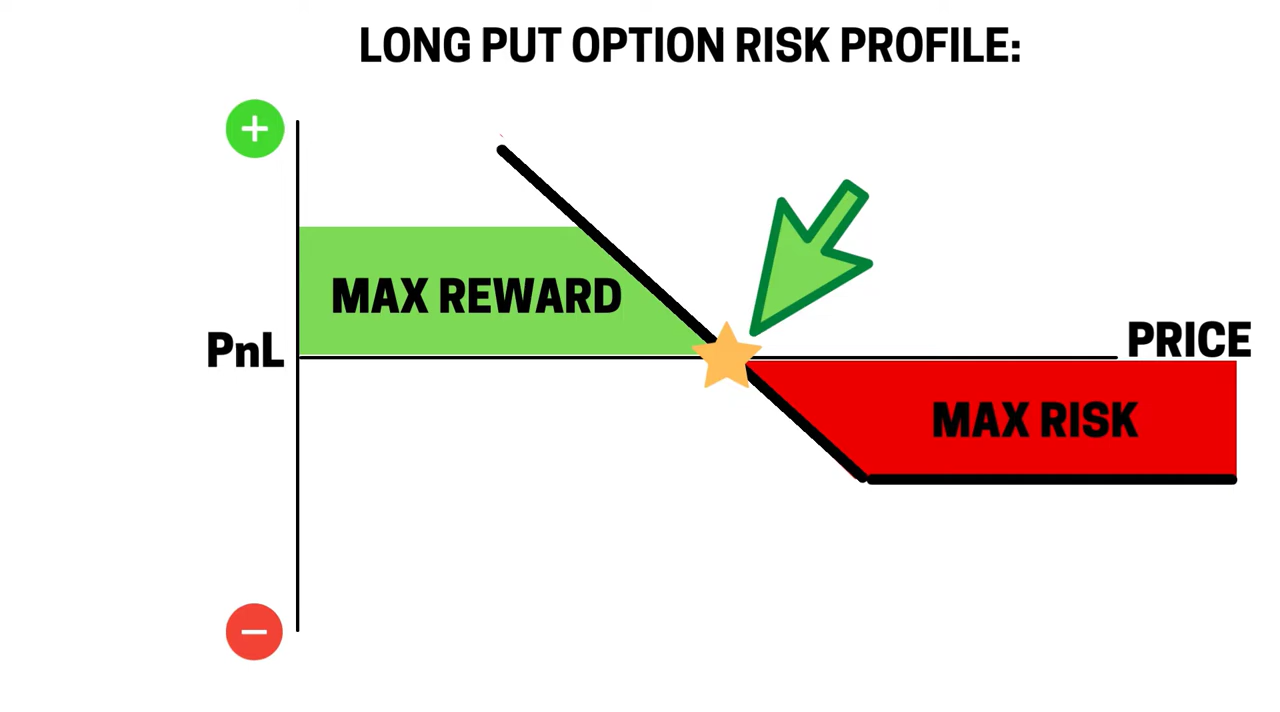 LONG PUT OPTION RISK PROFILE:
+
MAX REWARD
PnL
PRICE
MAX RISK
−